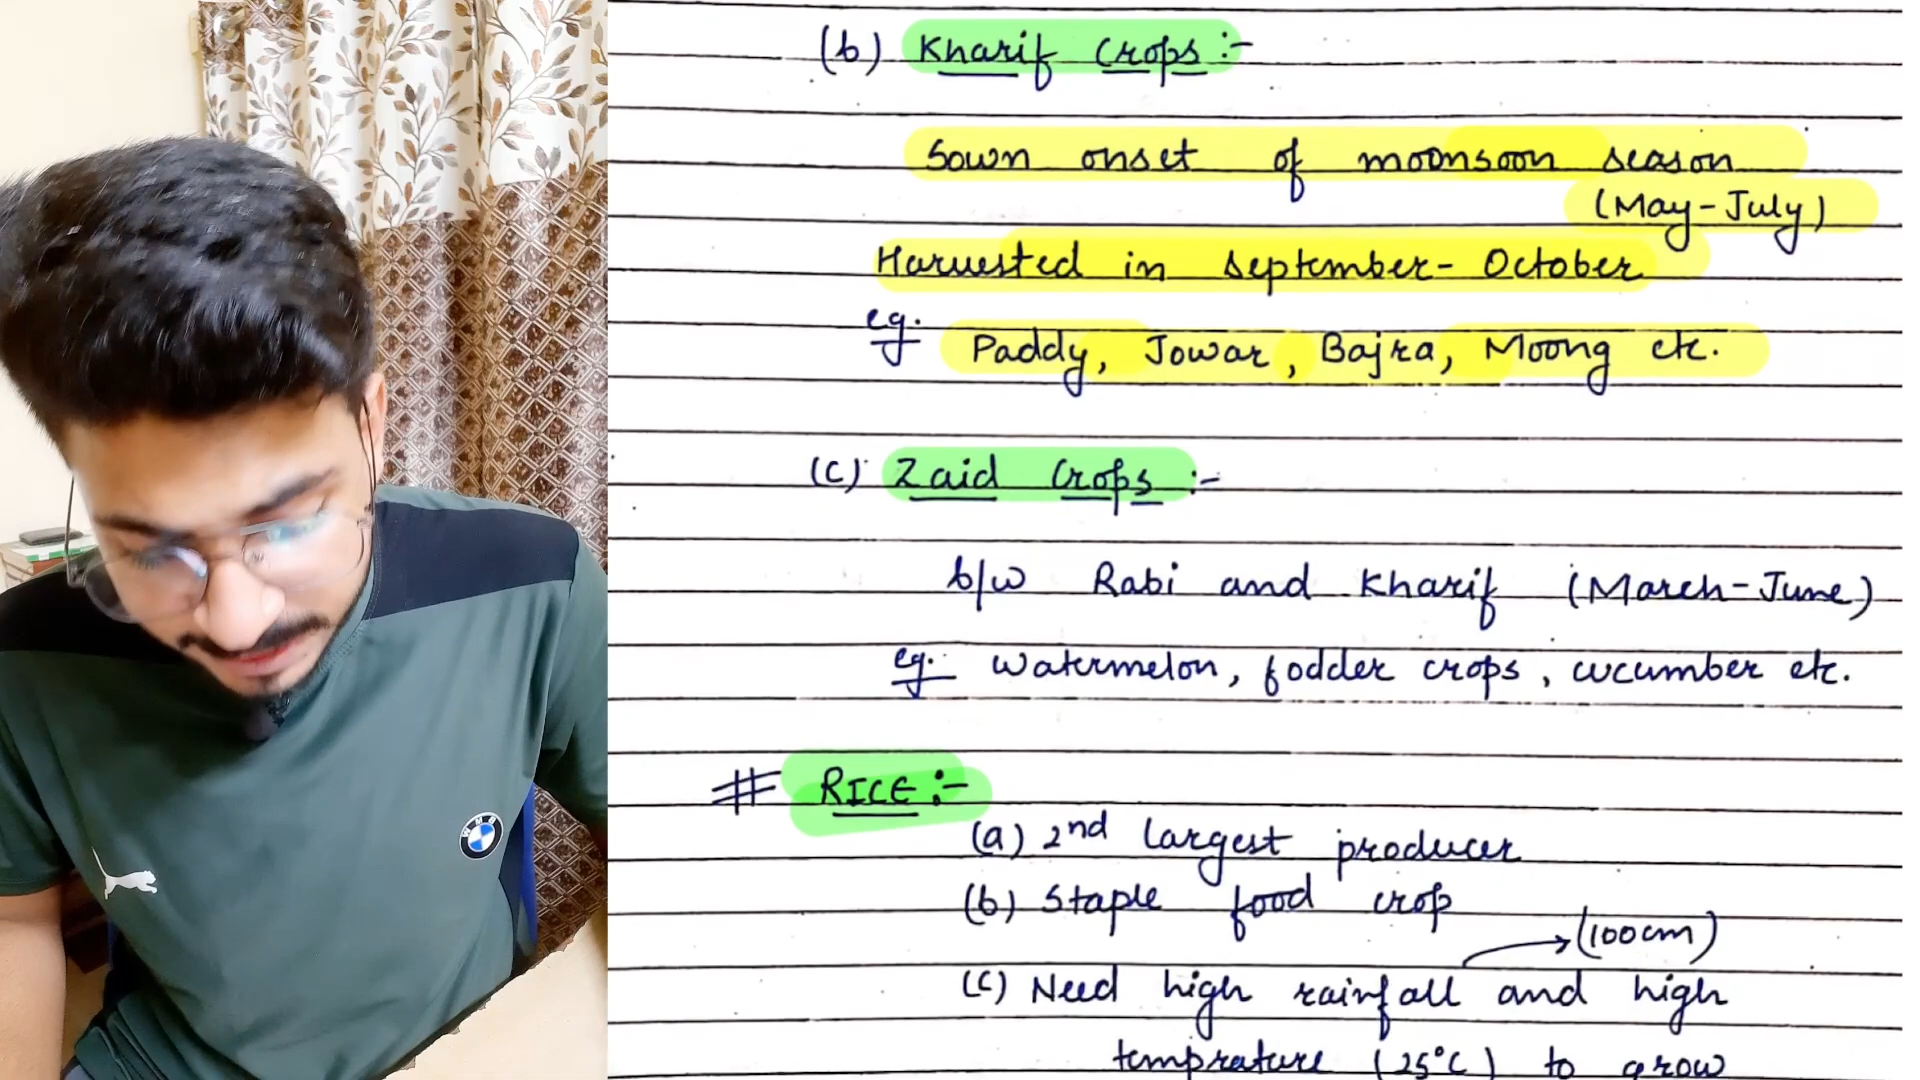 (b) Kharif Crops :-
Sown onset of moonsoon season
(May-July)
Harvested in September- October
eg. Paddy, Jowar, Bajra, Moong etc.
(C) Zaid Crops :-
b/w Rabi and Kharif (March-June)
eg. watermelon, fodder crops, cucumber etc.
# RICE :-
(a) 2nd largest producer
(b) Staple food crop
(100cm)
(C) Need high rainfall and high
temprature (25°C) to grow
BMW